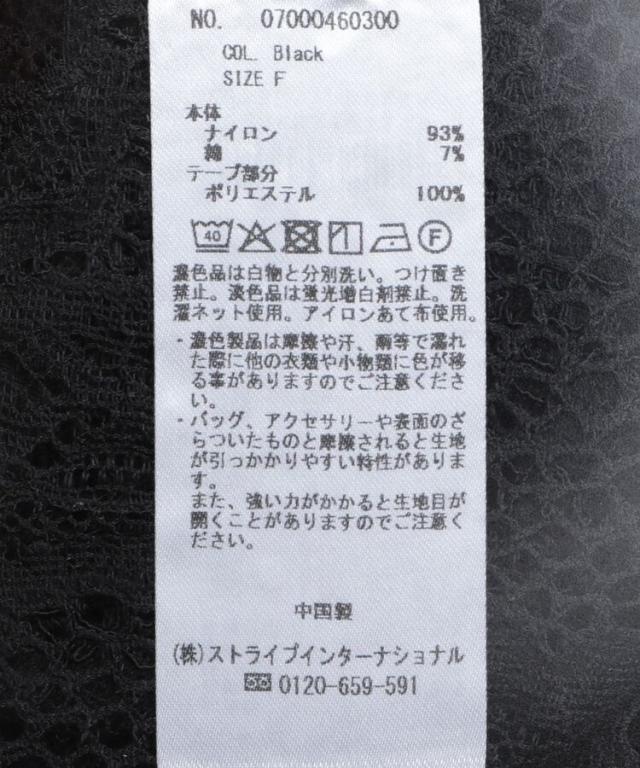 NO. 07000460300
COL. Black
SIZE F
本体
ナイロン 93%
綿 7%
テープ部分
ポリエステル 100%
40 F
濃色品は白物と分別洗い。つけ置き
禁止。淡色品は蛍光増白剤禁止。洗
濯ネット使用。アイロンあて布使用。
・濃色製品は摩擦や汗、雨等で濡れ
た際に他の衣類や小物類に色が移
る事がありますのでご注意くださ
い。
・バッグ、アクセサリーや表面のざ
らついたものと摩擦されると生地
が引っかかりやすい特性がありま
す。
また、強い力がかかると生地目が
開くことがありますのでご注意く
ださい。
中国製
(株)ストライプインターナショナル
0120-659-591